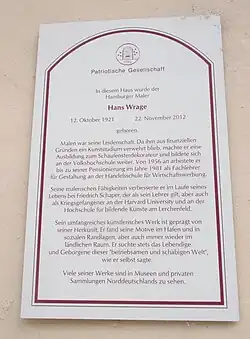 Patriotische Gesellschaft
In diesem Haus wurde der
Hamburger Maler
Hans Wrage
12. Oktober 1921 22. November 2012
geboren.
Malen war seine Leidenschaft. Da ihm aus finanziellen
Gründen ein Kunststudium verwehrt blieb, machte er eine
Ausbildung zum Schaufensterdekorateur und bildete sich
an der Volkshochschule weiter. Von 1956 an arbeitete er
bis zu seiner Pensionierung im Jahre 1981 als Fachlehrer
für Gestaltung an der Handelsschule für Wirtschaftswerbung.
Seine malerischen Fähigkeiten verbesserte er im Laufe seines
Lebens bei Friedrich Schaper, der als sein Lehrer gilt, aber auch
als Kriegsgefangener an der Harvard University und an der
Hochschule für bildende Künste am Lerchenfeld.
Sein umfangreiches künstlerisches Werk ist geprägt von
seiner Herkunft. Er fand seine Motive im Hafen und in
sozialen Randlagen, aber auch immer wieder im
ländlichen Raum. Er suchte stets das Lebendige
und Geborgene dieser "betriebsamen und schäbigen Welt",
wie er selbst sagte.
Viele seiner Werke sind in Museen und privaten
Sammlungen Norddeutschlands zu sehen.